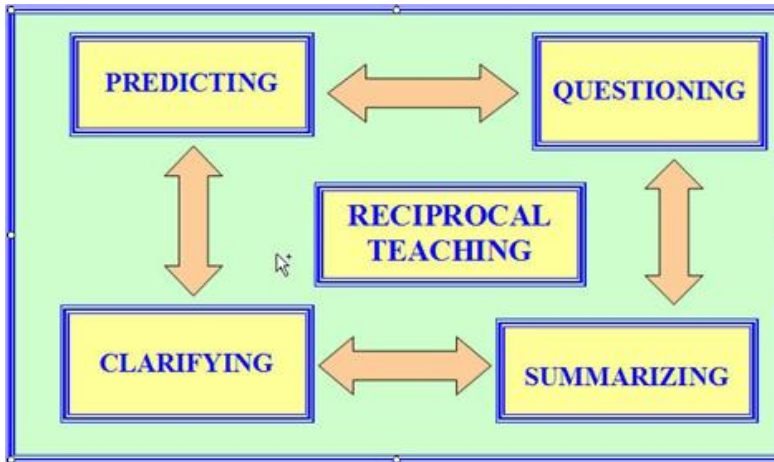 PREDICTING
QUESTIONING
RECIPROCAL
TEACHING
CLARIFYING
SUMMARIZING